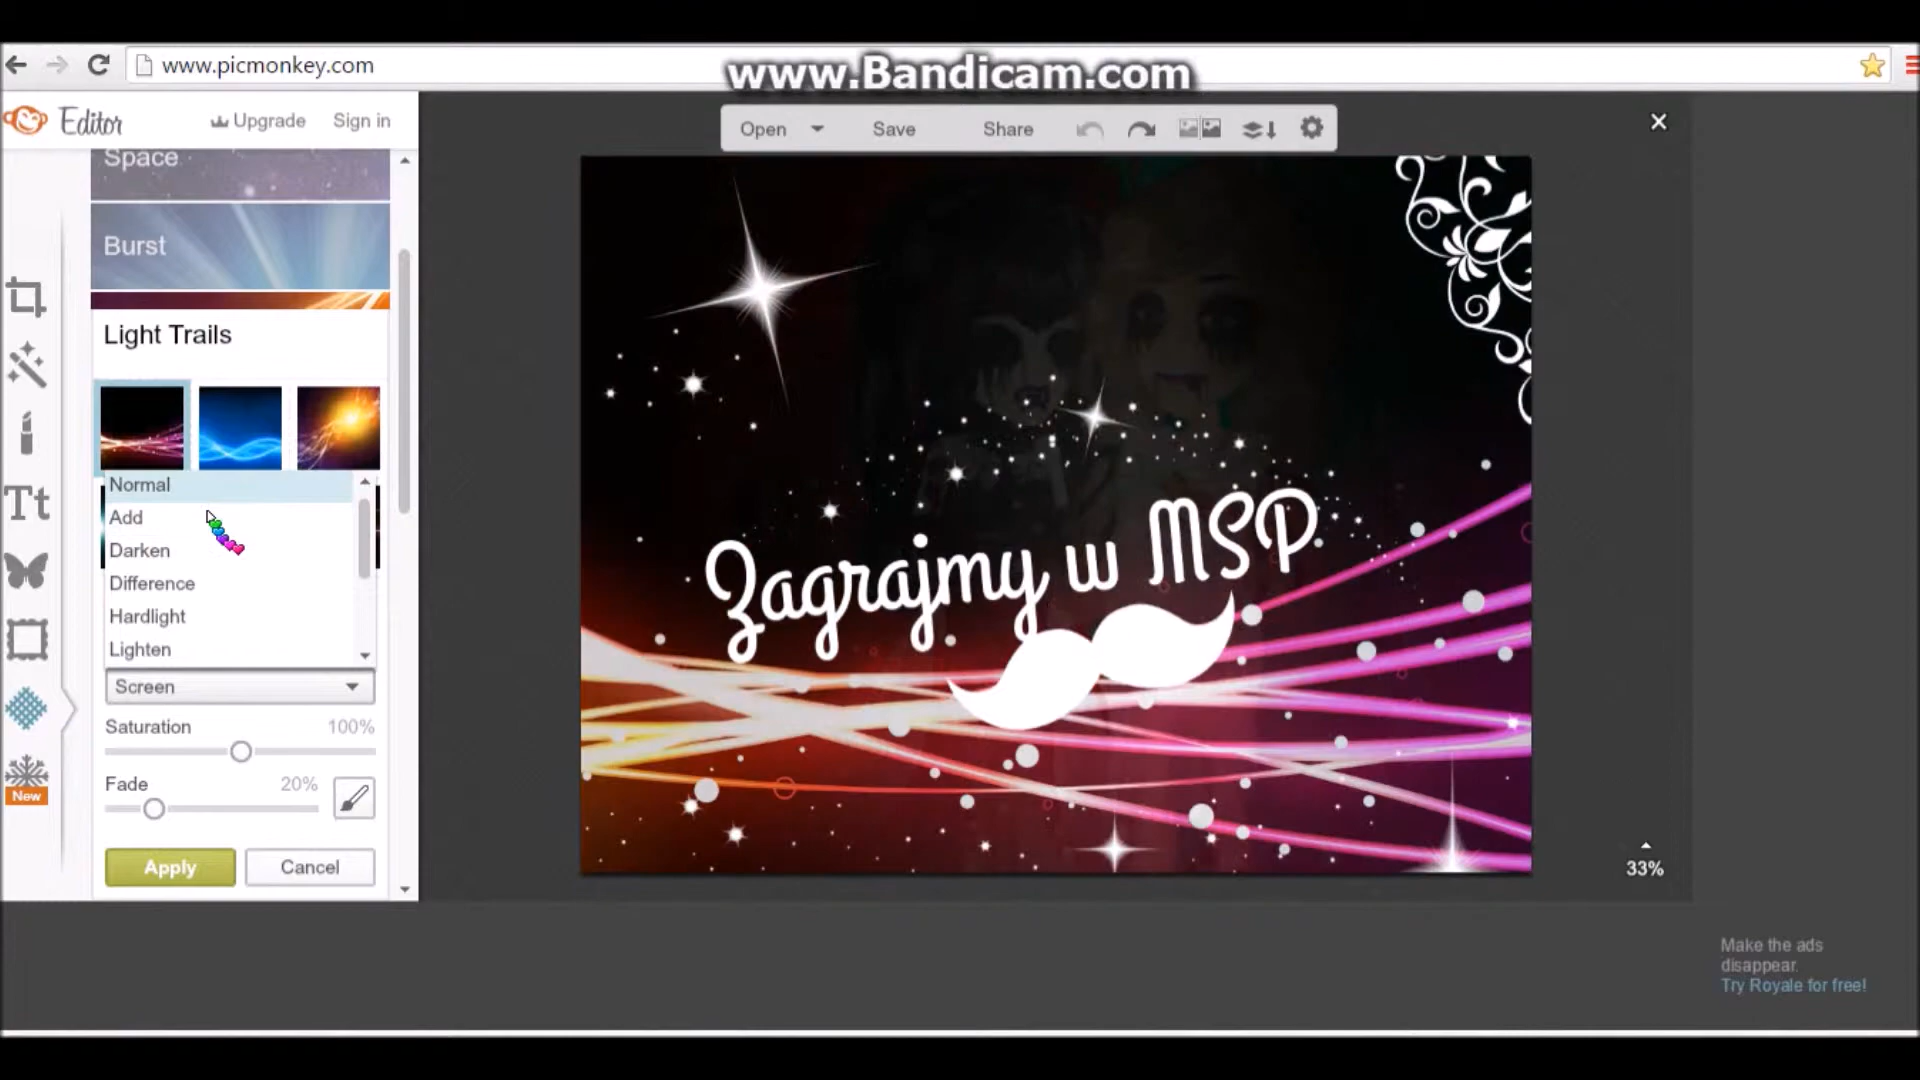 www.picmonkey.com
www.Bandicam.com
Editor
Upgrade
Sign in
Open
Save
Share
Space
Burst
Light Trails
Normal
Add
Darken
Difference
Hardlight
Lighten
Screen
Saturation 100%
Fade 20%
Apply
Cancel
Tt
New
Zagrajmy w MSP
33%
Make the ads
disappear.
Try Royale for free!